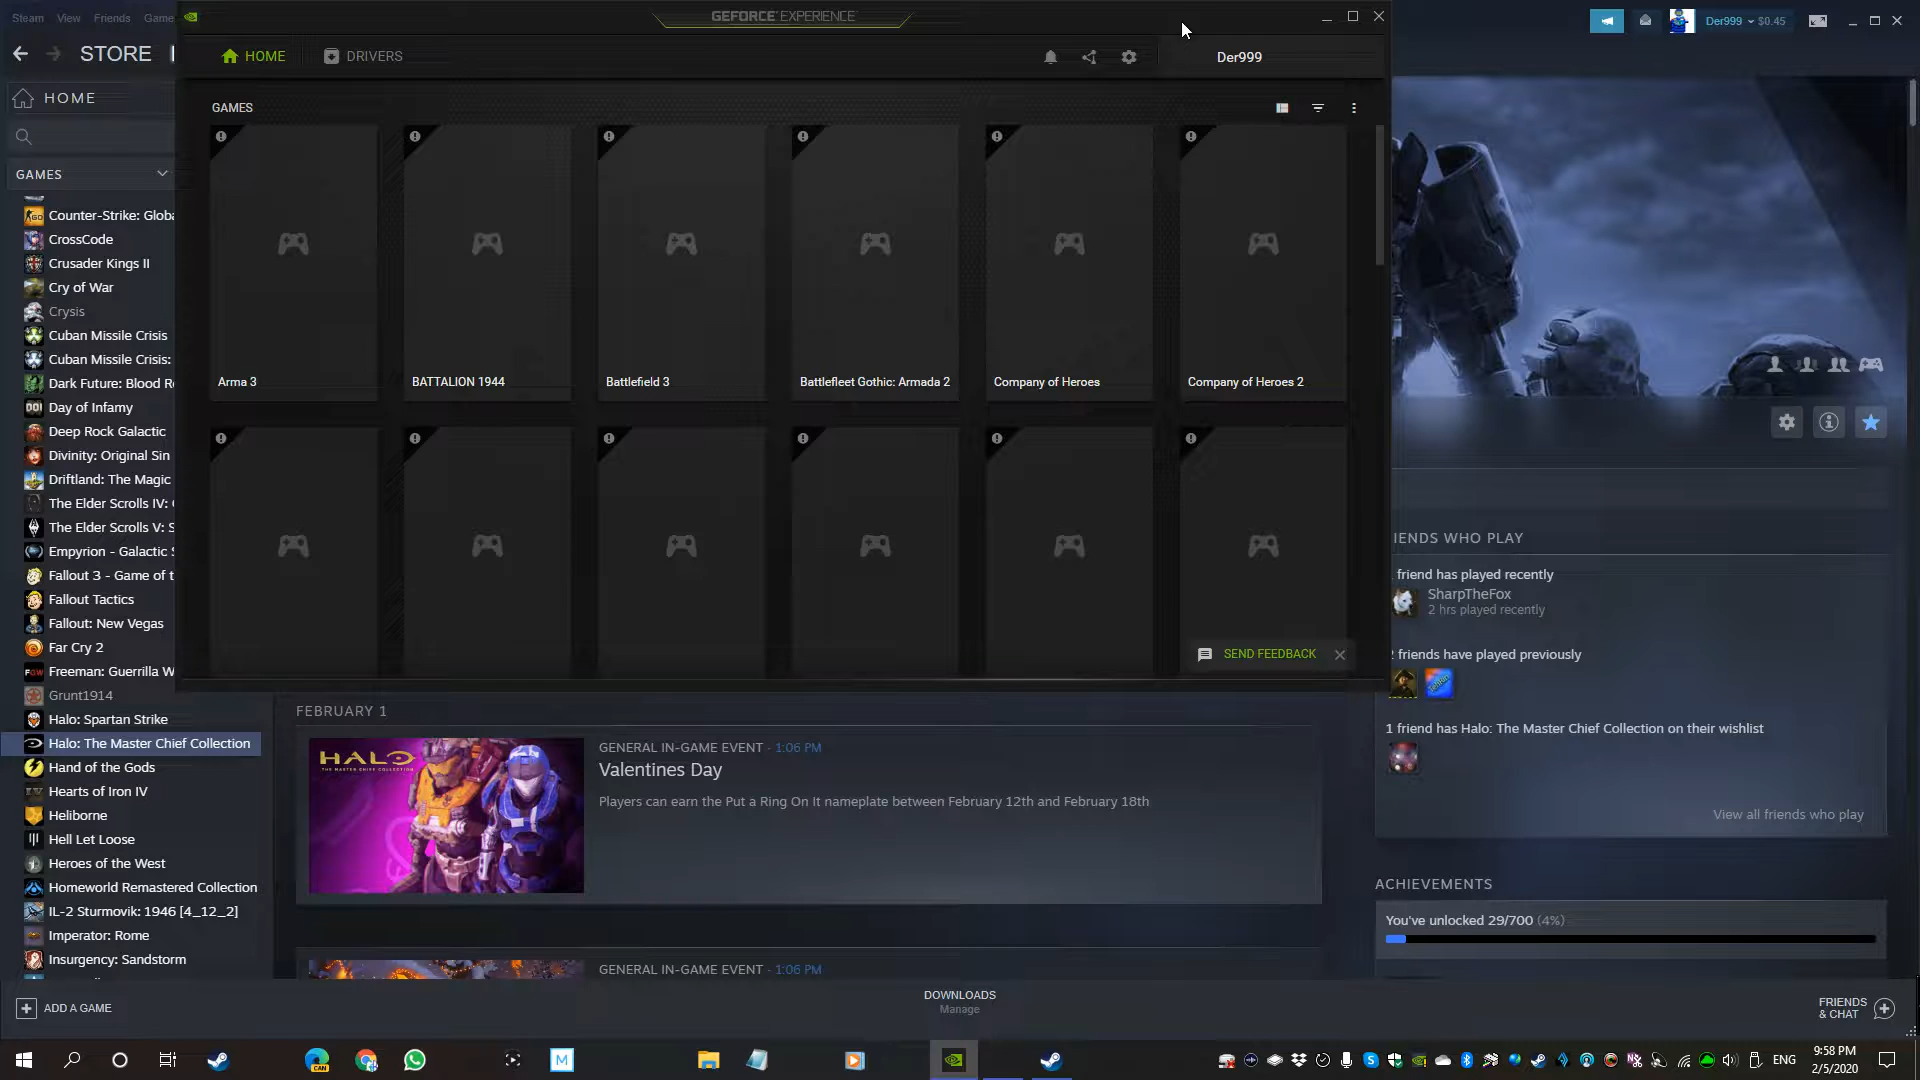 Steam View Friends Game
GEFORCE EXPERIENCE
Der999 $0.45
STORE
HOME DRIVERS
Der999
HOME
GAMES
GAMES
Counter-Strike: Globa
CrossCode
Crusader Kings II
Cry of War
Crysis
Cuban Missile Crisis
Cuban Missile Crisis:
Dark Future: Blood R
Day of Infamy
Deep Rock Galactic
Divinity: Original Sin
Driftland: The Magic
The Elder Scrolls IV:
The Elder Scrolls V: S
Empyrion - Galactic S
Fallout 3 - Game of t
Fallout Tactics
Fallout: New Vegas
Far Cry 2
Freeman: Guerrilla W
Grunt1914
Halo: Spartan Strike
Halo: The Master Chief Collection
Hand of the Gods
Hearts of Iron IV
Heliborne
Hell Let Loose
Heroes of the West
Homeworld Remastered Collection
IL-2 Sturmovik: 1946 [4_12_2]
Imperator: Rome
Insurgency: Sandstorm
Arma 3
BATTALION 1944
Battlefield 3
Battlefleet Gothic: Armada 2
Company of Heroes
Company of Heroes 2
SEND FEEDBACK
FEBRUARY 1
HALO
THE MASTER CHIEF COLLECTION
GENERAL IN-GAME EVENT - 1:06 PM
Valentines Day
Players can earn the Put a Ring On It nameplate between February 12th and February 18th
GENERAL IN-GAME EVENT - 1:06 PM
IENDS WHO PLAY
friend has played recently
SharpTheFox
2 hrs played recently
2 friends have played previously
1 friend has Halo: The Master Chief Collection on their wishlist
View all friends who play
ACHIEVEMENTS
You've unlocked 29/700 (4%)
ADD A GAME
DOWNLOADS
Manage
FRIENDS
& CHAT
CAN
M
ENG
9:58 PM
2/5/2020